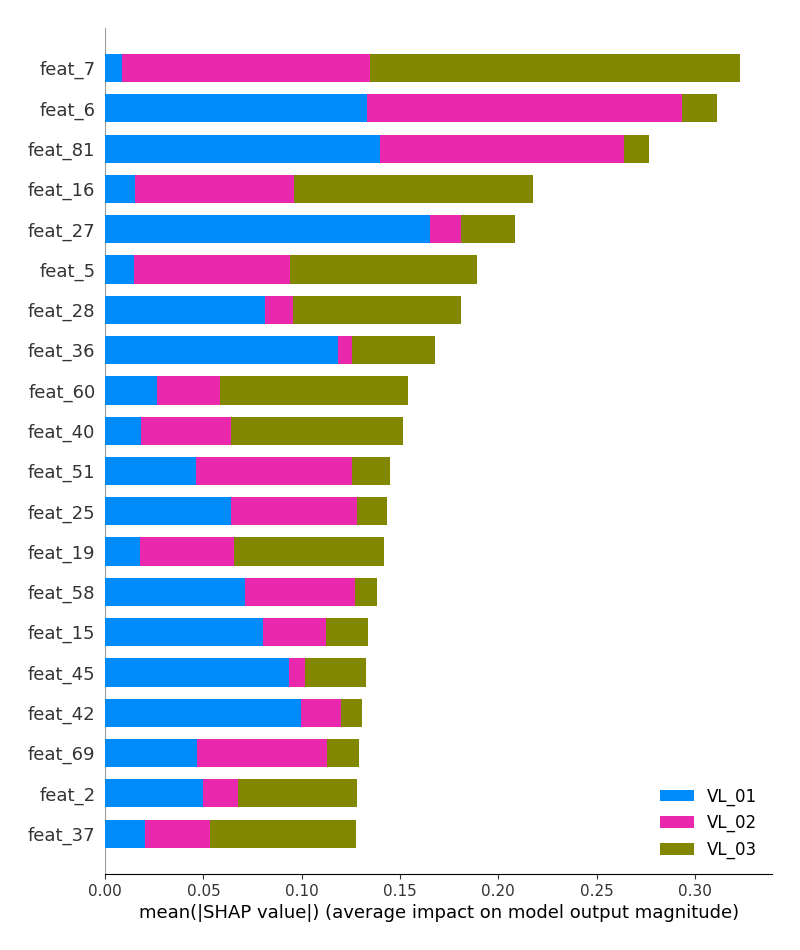 feat_7
feat_6
feat_81
feat_16
feat_27
feat_5
feat_28
feat_36
feat_60
feat_40
feat_51
feat_25
feat_19
feat_58
feat_15
feat_45
feat_42
feat_69
feat_2
feat_37
VL_01
VL_02
VL_03
0.00 0.05 0.10 0.15 0.20 0.25 0.30
mean(|SHAP value|) (average impact on model output magnitude)